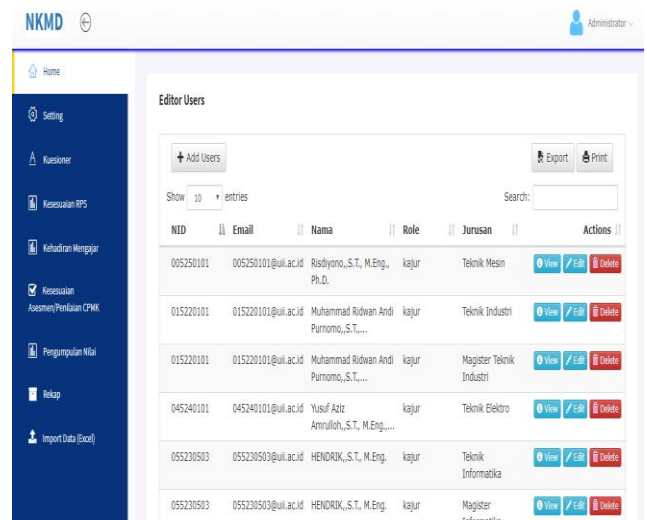 NKMD
Administrator
Home
Setting
Kuesioner
Kesesuaian RPS
Kehadiran Mengajar
Kesesuaian
Asesmen/Penilaian CPMK
Pengumpulan Nilai
Rekap
Import Data (Excel)
Editor Users
Add Users
Export Print
Show 10 entries
Search:
NID Email Nama Role Jurusan Actions
005250101 005250101@uii.ac.id Risdiyono,,S.T., M.Eng., kajur Teknik Mesin View Edit Delete
Ph.D.
015220101 015220101@uii.ac.id Muhammad Ridwan Andi kajur Teknik Industri View Edit Delete
Purnomo,,S.T.,...
015220101 015220101@uii.ac.id Muhammad Ridwan Andi kajur Magister Teknik View Edit Delete
Purnomo,,S.T.,... Industri
045240101 045240101@uii.ac.id Yusuf Aziz kajur Teknik Elektro View Edit Delete
Amrulloh,,S.T., M.Eng.,...
055230503 055230503@uii.ac.id HENDRIK,,S.T., M.Eng. kajur Teknik View Edit Delete
Informatika
055230503 055230503@uii.ac.id HENDRIK,,S.T., M.Eng. kajur Magister View Edit Delete